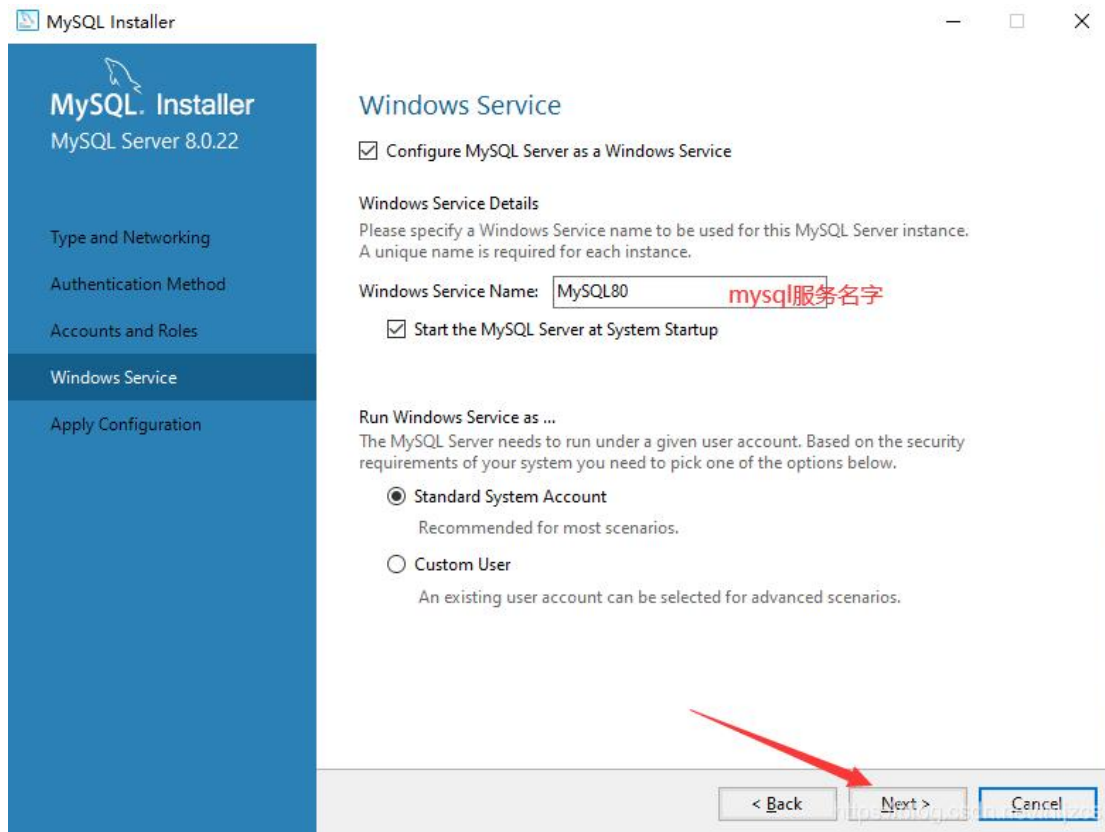 MySQL Installer
MySQL. Installer
MySQL Server 8.0.22
Type and Networking
Authentication Method
Accounts and Roles
Windows Service
Apply Configuration
Windows Service
Configure MySQL Server as a Windows Service
Windows Service Details
Please specify a Windows Service name to be used for this MySQL Server instance.
A unique name is required for each instance.
Windows Service Name: MySQL80 mysql服务名字
Start the MySQL Server at System Startup
Run Windows Service as ...
The MySQL Server needs to run under a given user account. Based on the security
requirements of your system you need to pick one of the options below.
Standard System Account
Recommended for most scenarios.
Custom User
An existing user account can be selected for advanced scenarios.
< Back Next > Cancel